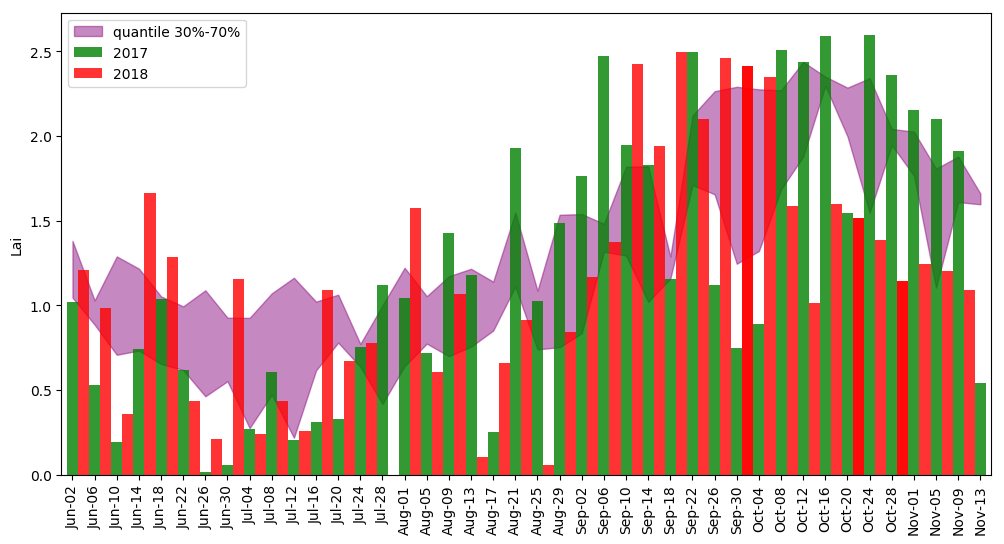 quantile 30%-70%
2017
2018
Lai
2.5
2.0
1.5
1.0
0.5
0.0
Jun-02
Jun-06
Jun-10
Jun-14
Jun-18
Jun-22
Jun-26
Jun-30
Jul-04
Jul-08
Jul-12
Jul-16
Jul-20
Jul-24
Jul-28
Aug-01
Aug-05
Aug-09
Aug-13
Aug-17
Aug-21
Aug-25
Aug-29
Sep-02
Sep-06
Sep-10
Sep-14
Sep-18
Sep-22
Sep-26
Sep-30
Oct-04
Oct-08
Oct-12
Oct-16
Oct-20
Oct-24
Oct-28
Nov-01
Nov-05
Nov-09
Nov-13